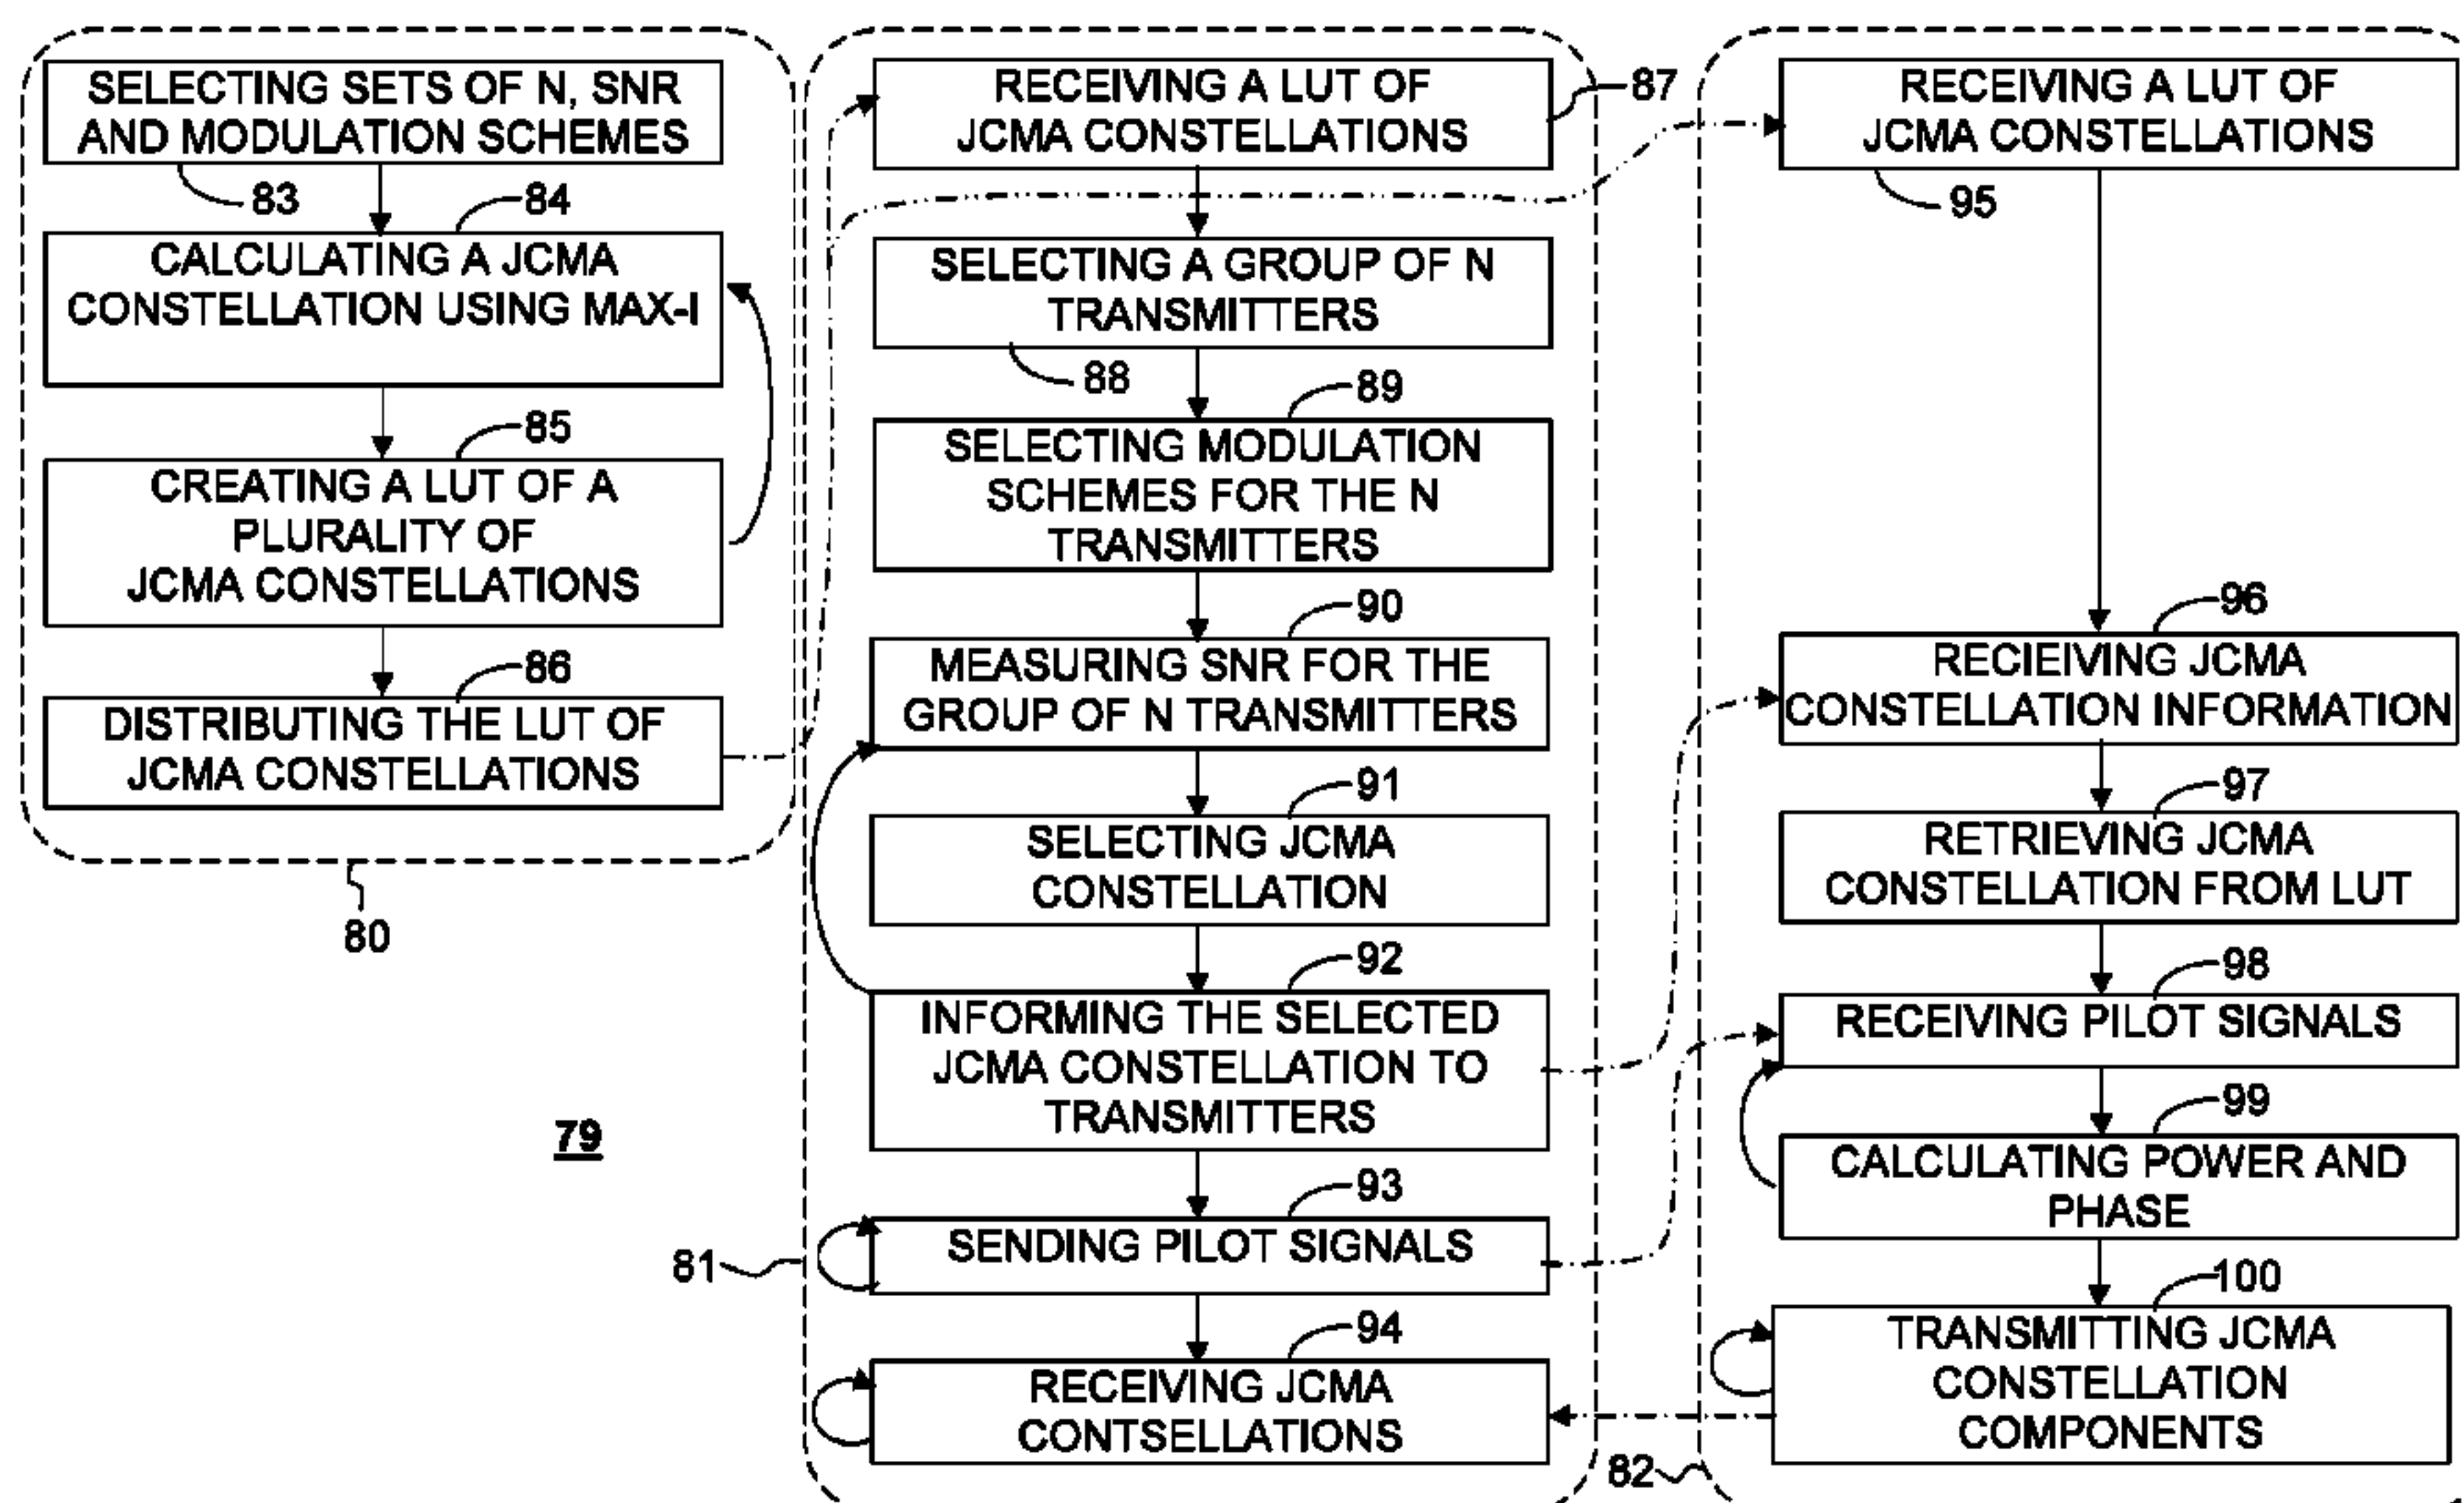 SELECTING SETS OF N, SNR
AND MODULATION SCHEMES
83
84
CALCULATING A JCMA
CONSTELLATION USING MAX-I
85
CREATING A LUT OF A
PLURALITY OF
JCMA CONSTELLATIONS
86
DISTRIBUTING THE LUT OF
JCMA CONSTELLATIONS
80
79
RECEIVING A LUT OF
JCMA CONSTELLATIONS
87
SELECTING A GROUP OF N
TRANSMITTERS
88
89
SELECTING MODULATION
SCHEMES FOR THE N
TRANSMITTERS
90
MEASURING SNR FOR THE
GROUP OF N TRANSMITTERS
91
SELECTING JCMA
CONSTELLATION
92
INFORMING THE SELECTED
JCMA CONSTELLATION TO
TRANSMITTERS
93
SENDING PILOT SIGNALS
81
94
RECEIVING JCMA
CONTSELLATIONS
RECEIVING A LUT OF
JCMA CONSTELLATIONS
95
96
RECIEIVING JCMA
CONSTELLATION INFORMATION
97
RETRIEVING JCMA
CONSTELLATION FROM LUT
98
RECEIVING PILOT SIGNALS
99
CALCULATING POWER AND
PHASE
100
TRANSMITTING JCMA
CONSTELLATION
COMPONENTS
82